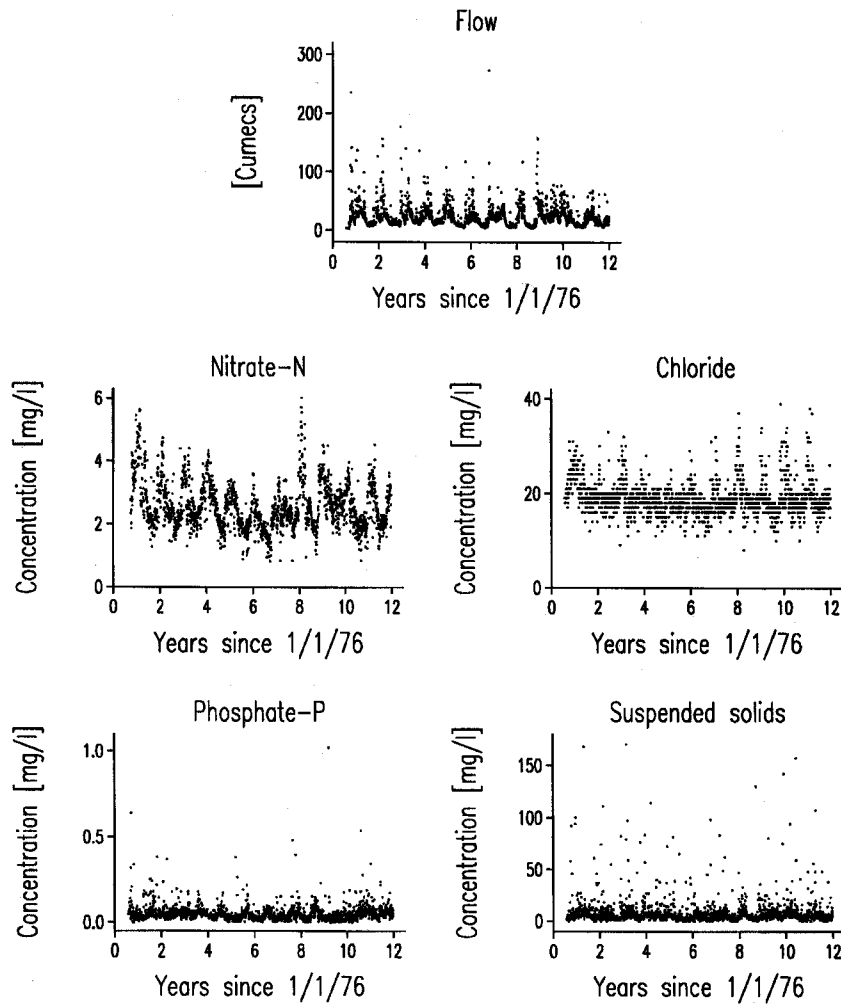 Flow
[Cumecs]
300
200
100
0
0 2 4 6 8 10 12
Years since 1/1/76
Nitrate-N
Concentration [mg/l]
6
4
2
0
0 2 4 6 8 10 12
Years since 1/1/76
Chloride
Concentration [mg/l]
40
20
0
0 2 4 6 8 10 12
Years since 1/1/76
Phosphate-P
Concentration [mg/l]
1.0
0.5
0.0
0 2 4 6 8 10 12
Years since 1/1/76
Suspended solids
Concentration [mg/l]
150
100
50
0
0 2 4 6 8 10 12
Years since 1/1/76